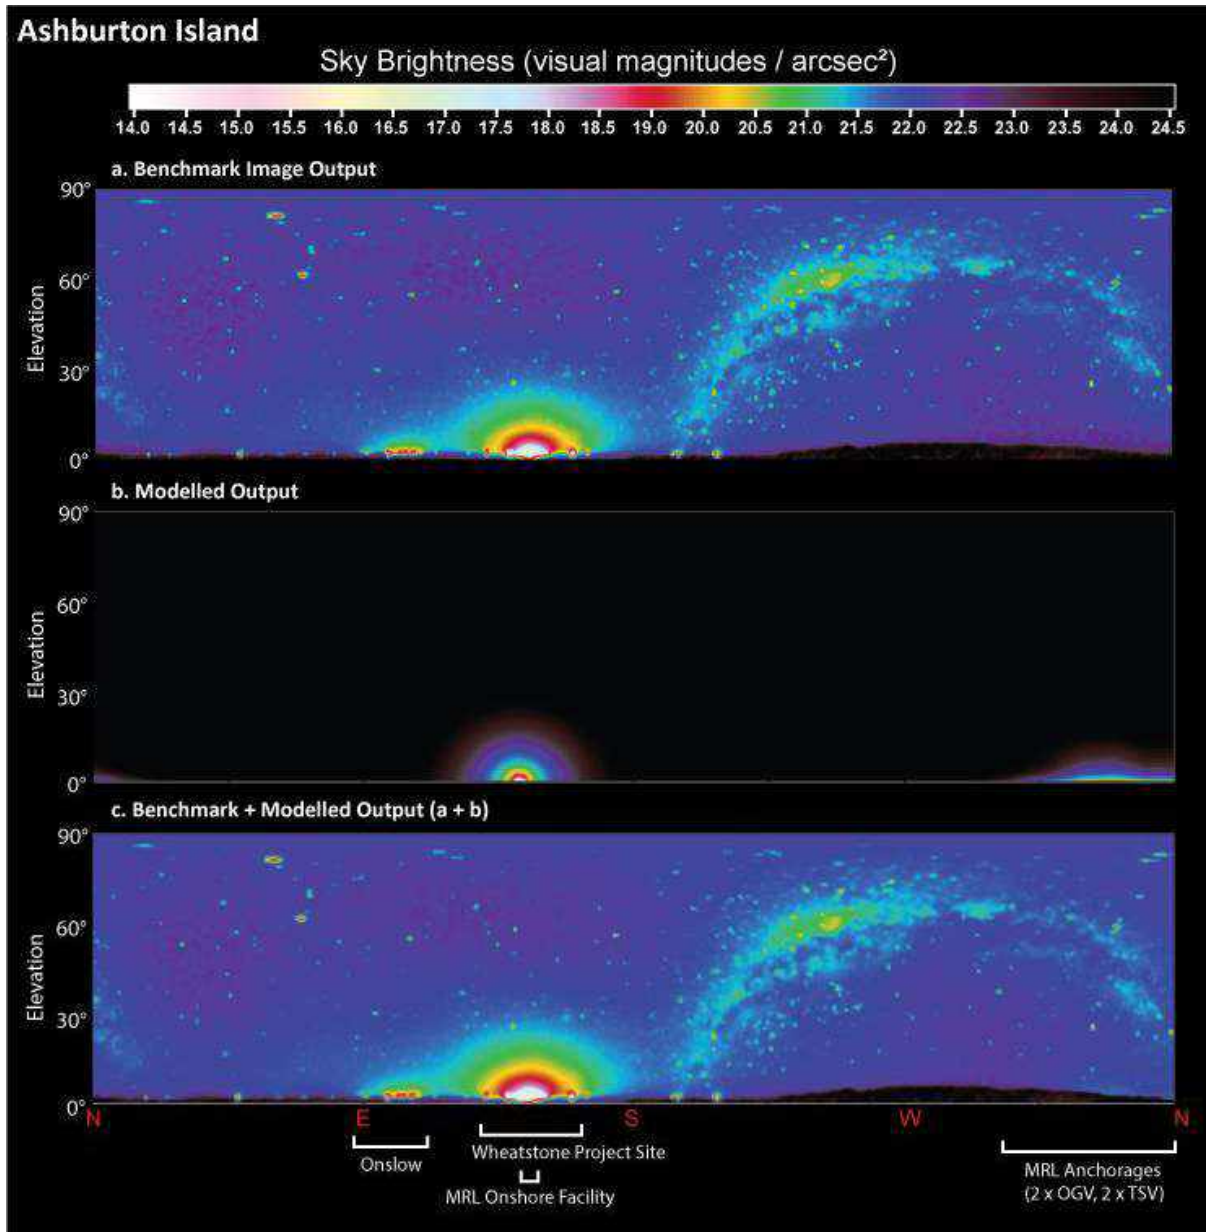 Ashburton Island
Sky Brightness (visual magnitudes / arcsec²)
14.0 14.5 15.0 15.5 16.0 16.5 17.0 17.5 18.0 18.5 19.0 19.5 20.0 20.5 21.0 21.5 22.0 22.5 23.0 23.5 24.0 24.5
a. Benchmark Image Output
90°
60°
30°
0°
Elevation
b. Modelled Output
90°
60°
30°
0°
Elevation
c. Benchmark + Modelled Output (a + b)
90°
60°
30°
0°
Elevation
N E S W N
Onslow
Wheatstone Project Site
MRL Onshore Facility
MRL Anchorages
(2 x OGV, 2 x TSV)